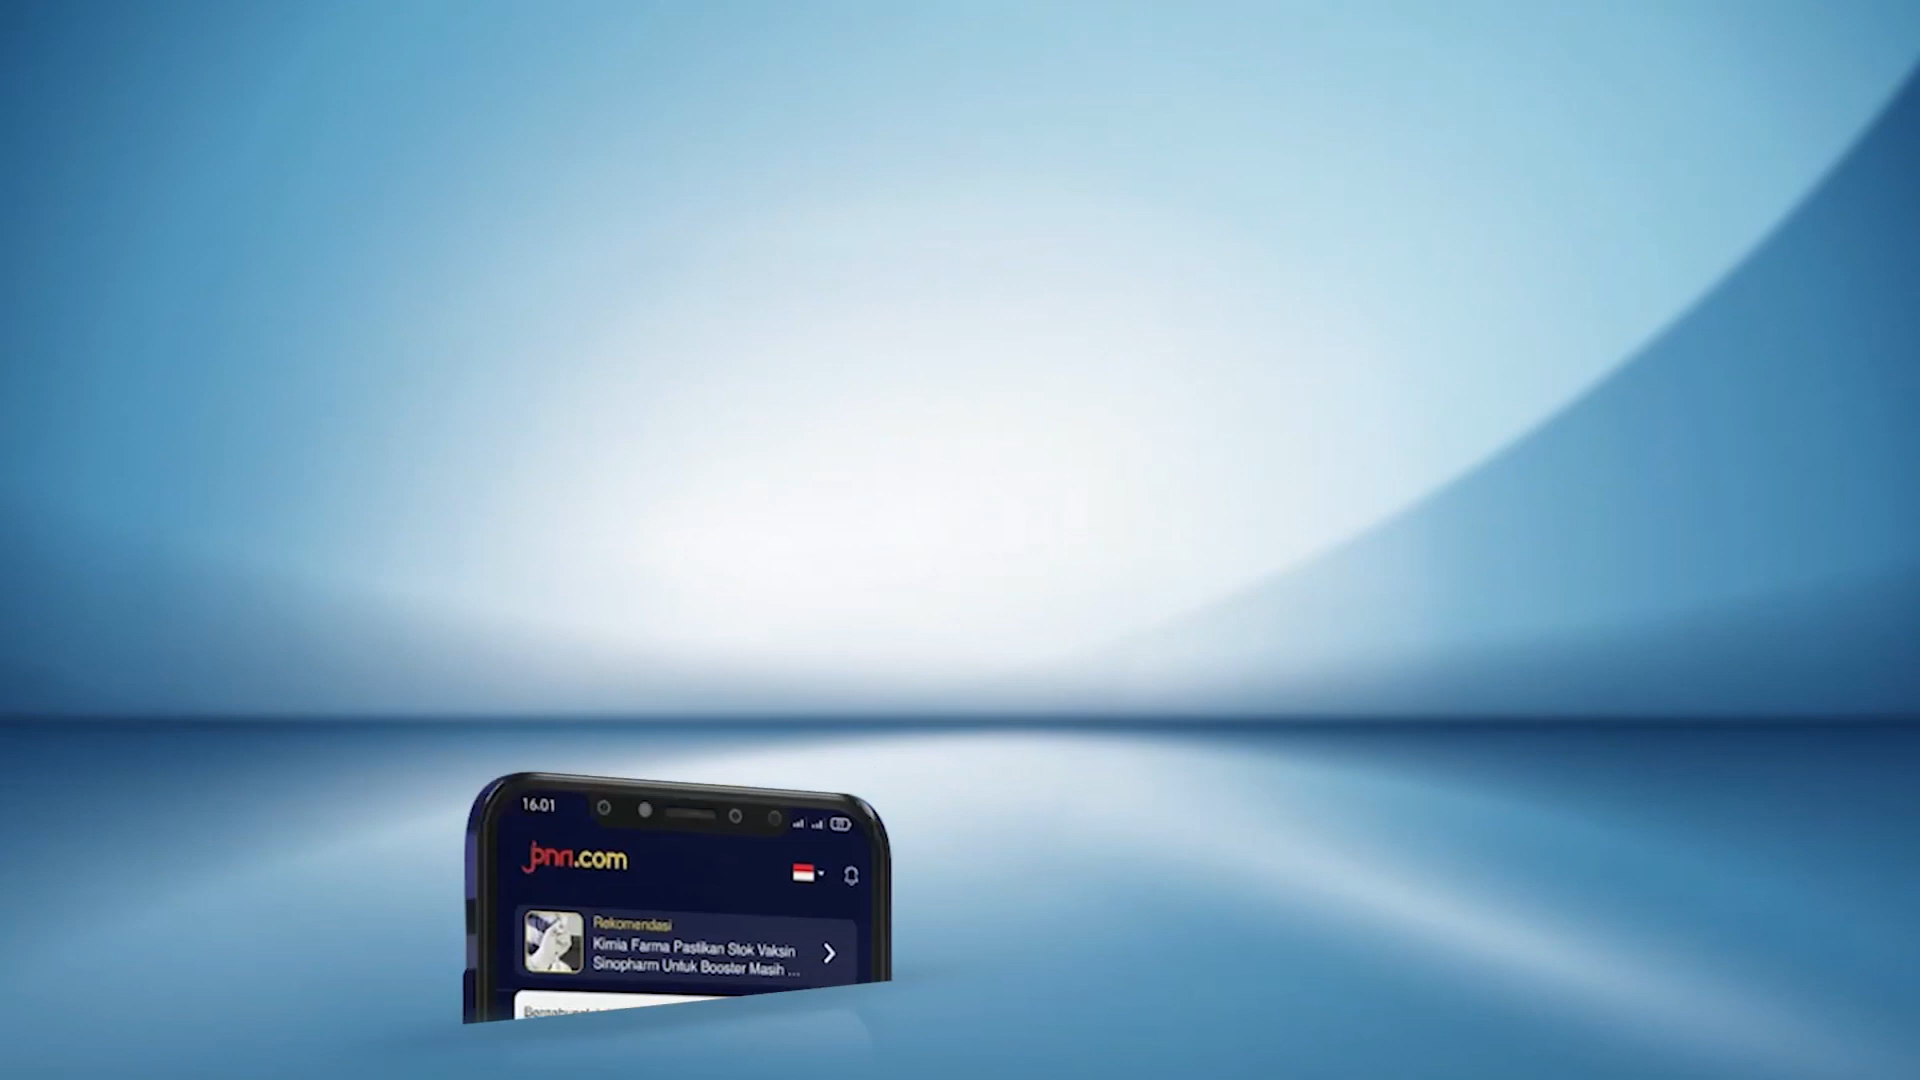 16.01
jpnn.com
Rekomendasi
Kimia Farma Pastikan Stok Vaksin
Sinopharm Untuk Booster Masih ...